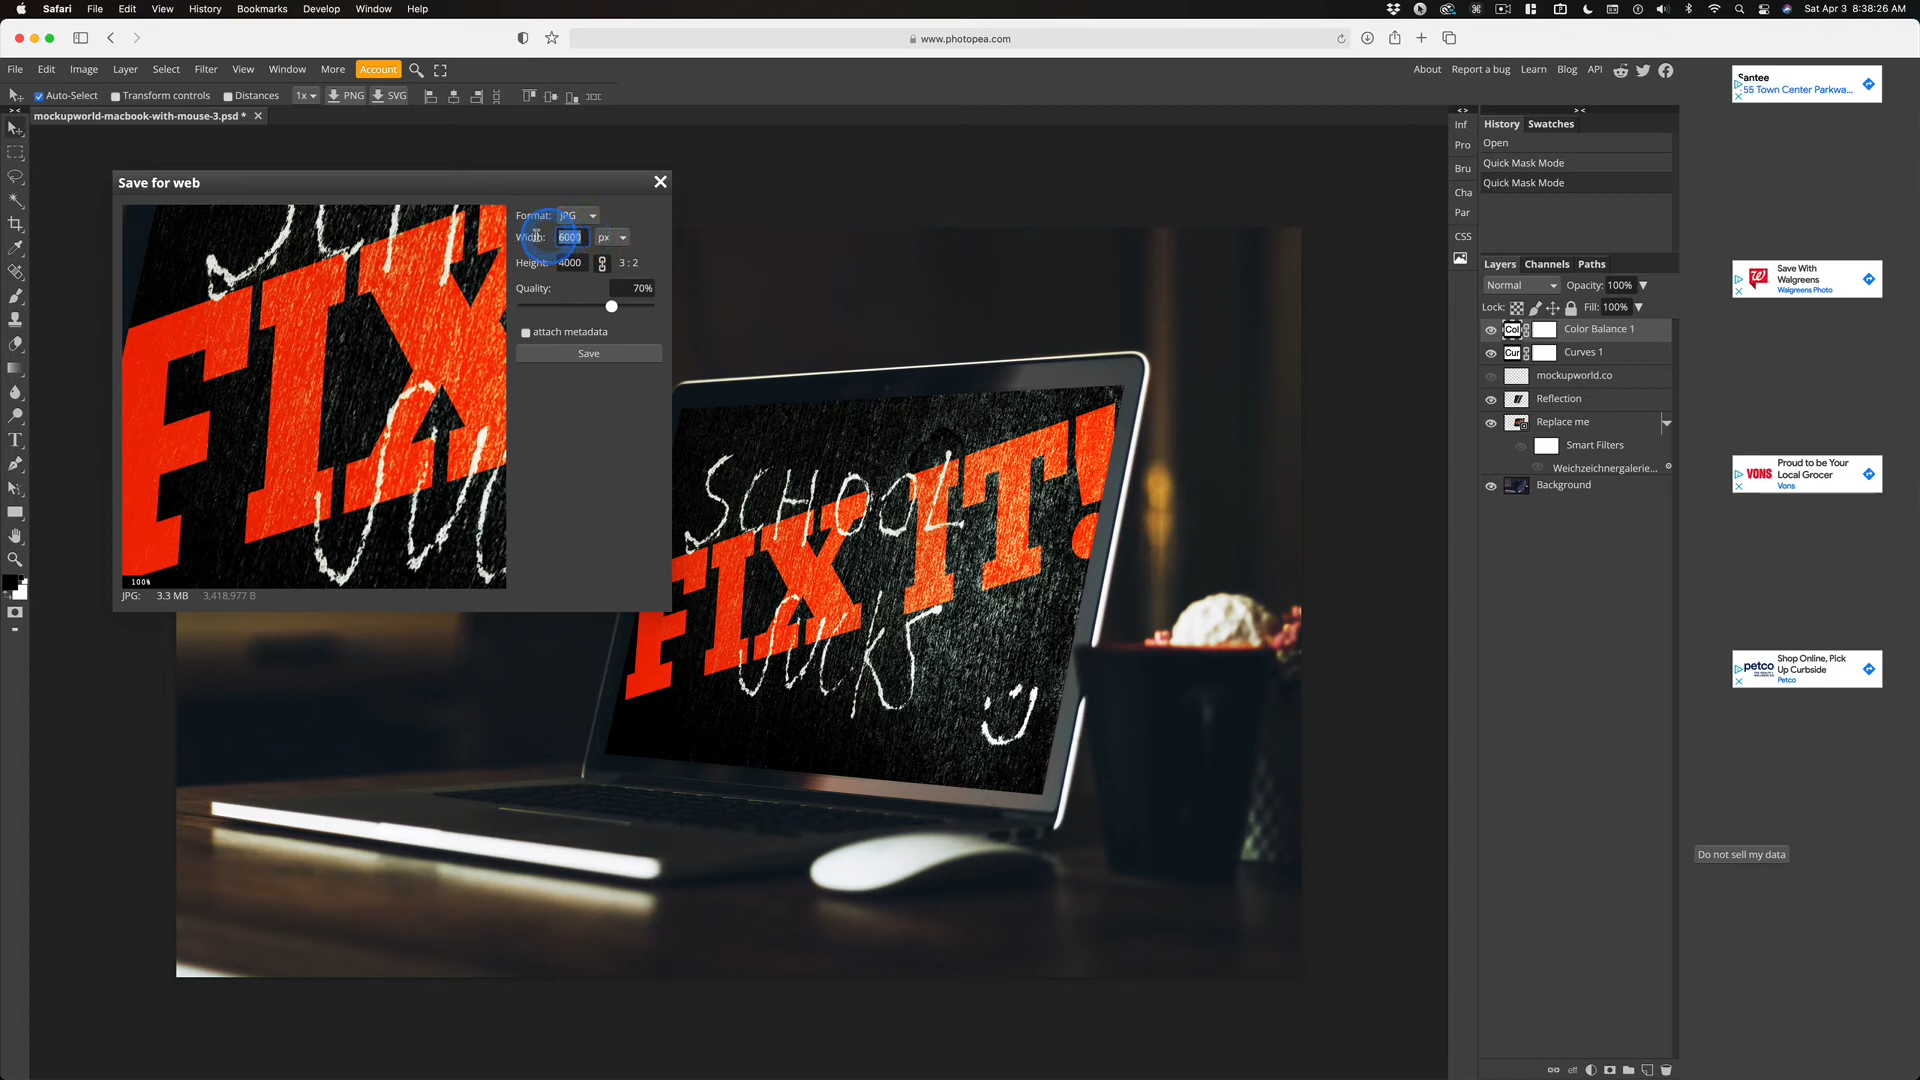 Safari File Edit View History Bookmarks Develop Window Help Sat Apr 3 8:38:26 AM
www.photopea.com
File Edit Image Layer Select Filter View Window More Account About Report a bug Learn Blog API
Auto-Select Transform controls Distances 1x PNG SVG
mockupworld-macbook-with-mouse-3.psd *
Save for web
Format: JPG
Width: 6000 px
Height: 4000 3 : 2
Quality: 70%
attach metadata
Save
FIX
100%
JPG: 3.3 MB 3,418,977 B
SCHOOL
FIX IT!
Inf
Pro
Bru
Cha
Par
CSS
History Swatches
Open
Quick Mask Mode
Quick Mask Mode
Layers Channels Paths
Normal Opacity: 100%
Lock: Fill: 100%
Col Color Balance 1
Cur Curves 1
mockupworld.co
Reflection
Replace me
Smart Filters
Weichzeichnergalerie...
Background
eff
Santee
55 Town Center Parkwa...
Save With
Walgreens
Walgreens Photo
VONS
Proud to be Your
Local Grocer
Vons
petco
Shop Online, Pick
Up Curbside
Petco
Do not sell my data